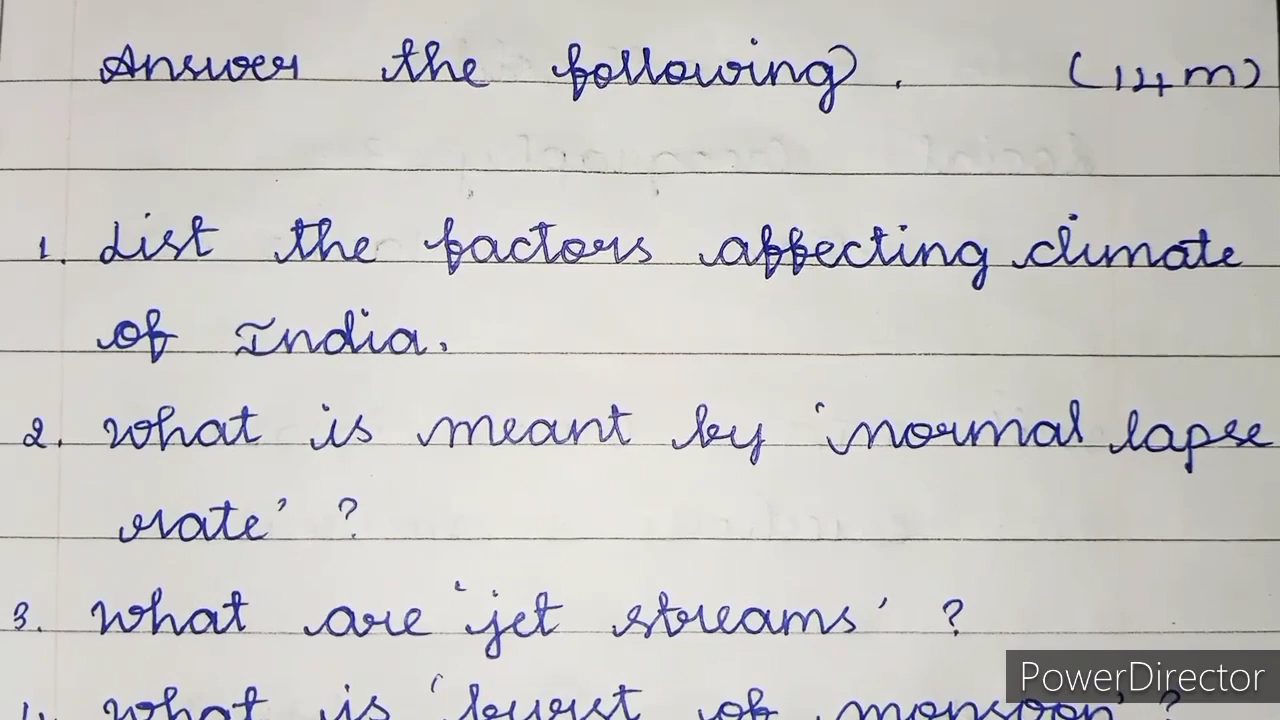 Answer the following. (14m)
1. List the factors affecting climate
of India.
2. What is meant by 'normal lapse
rate' ?
3. What are 'jet streams' ?
4. What is 'burst of monsoon' ?
PowerDirector